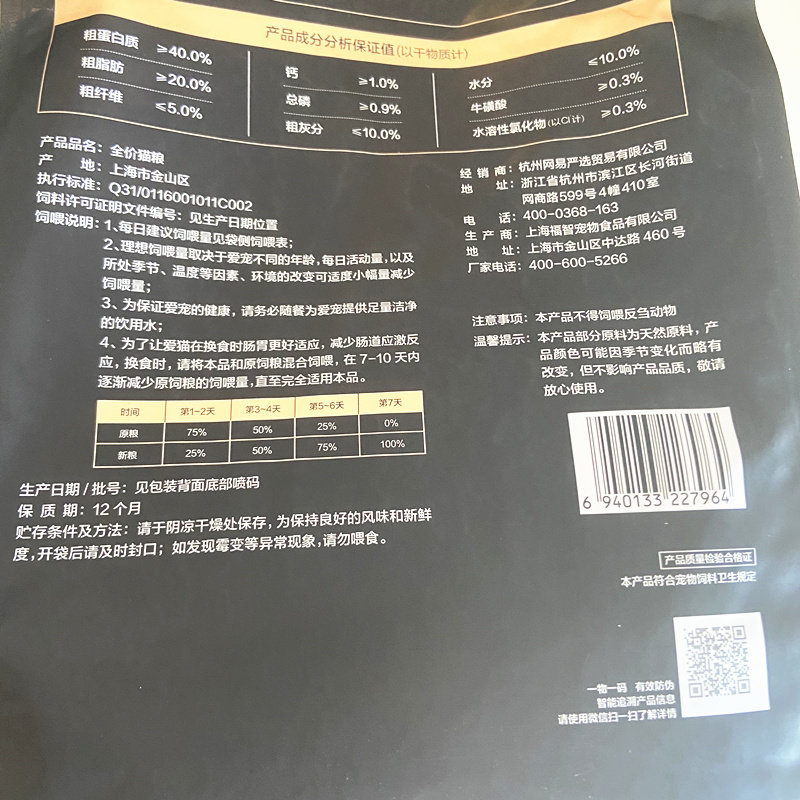 产品成分分析保证值(以干物质计)
粗蛋白质 ≥40.0%
粗脂肪 ≥20.0%
粗纤维 ≤5.0%
钙 ≥1.0%
总磷 ≥0.9%
粗灰分 ≤10.0%
水分 ≤10.0%
牛磺酸 ≥0.3%
水溶性氯化物(以Cl计) ≥0.3%
产品品名：全价猫粮
产 地：上海市金山区
执行标准：Q31/0116001011C002
饲料许可证明文件编号：见生产日期位置
饲喂说明：1、每日建议饲喂量见袋侧饲喂表；
2、理想饲喂量取决于爱宠不同的年龄，每日活动量，以及
所处季节、温度等因素、环境的改变可适度小幅量减少
饲喂量；
3、为保证爱宠的健康，请务必随餐为爱宠提供足量洁净
的饮用水；
4、为了让爱猫在换食时肠胃更好适应，减少肠道应激反
应，换食时，请将本品和原饲粮混合饲喂，在 7-10 天内
逐渐减少原饲粮的饲喂量，直至完全适用本品。
时间 第1~2天 第3~4天 第5~6天 第7天
原粮 75% 50% 25% 0%
新粮 25% 50% 75% 100%
生产日期 / 批号：见包装背面底部喷码
保 质 期：12 个月
贮存条件及方法：请于阴凉干燥处保存，为保持良好的风味和新鲜
度，开袋后请及时封口；如发现霉变等异常现象，请勿喂食。
经 销 商：杭州网易严选贸易有限公司
地 址：浙江省杭州市滨江区长河街道
网商路599号4幢410室
电 话：400-0368-163
生 产 商：上海福智宠物食品有限公司
地 址：上海市金山区中达路 460 号
厂家电话：400-600-5266
注意事项：本产品不得饲喂反刍动物
温馨提示：本产品部分原料为天然原料，产
品颜色可能因季节变化而略有
改变，但不影响产品品质，敬请
放心使用。
6 940133 227964
产品质量检验合格证
本产品符合宠物饲料卫生规定
一物一码 有效防伪
智能追溯产品信息
请使用微信扫一扫了解详情